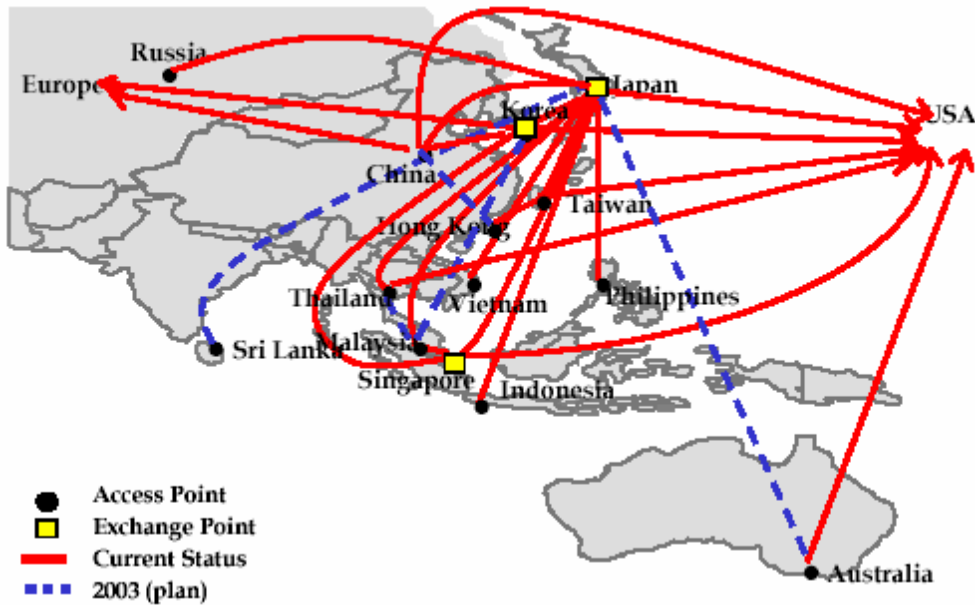 Russia
Europe
Japan
Korea
USA
China
Taiwan
Hong Kong
Thailand
Vietnam
Philippines
Malaysia
Sri Lanka
Singapore
Indonesia
Access Point
Exchange Point
Current Status
2003 (plan)
Australia